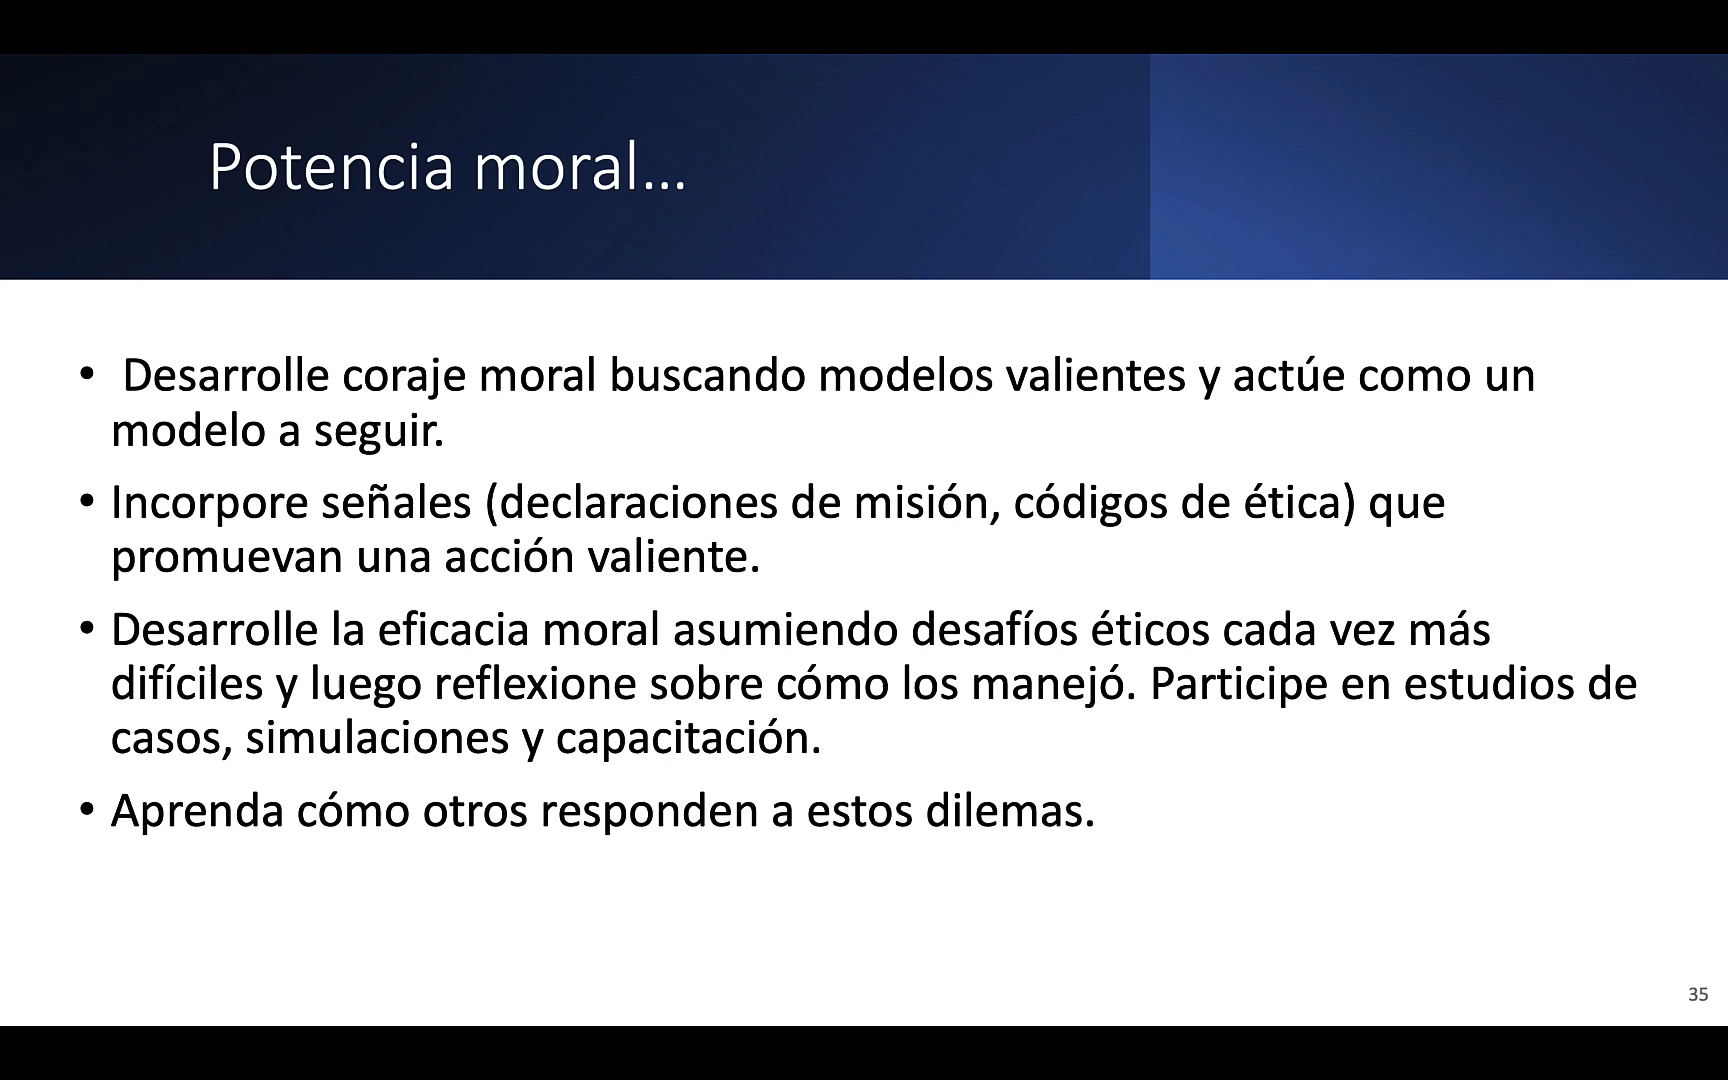 Potencia moral...
• Desarrolle coraje moral buscando modelos valientes y actúe como un
modelo a seguir.
• Incorpore señales (declaraciones de misión, códigos de ética) que
promuevan una acción valiente.
• Desarrolle la eficacia moral asumiendo desafíos éticos cada vez más
difíciles y luego reflexione sobre cómo los manejó. Participe en estudios de
casos, simulaciones y capacitación.
• Aprenda cómo otros responden a estos dilemas.
35